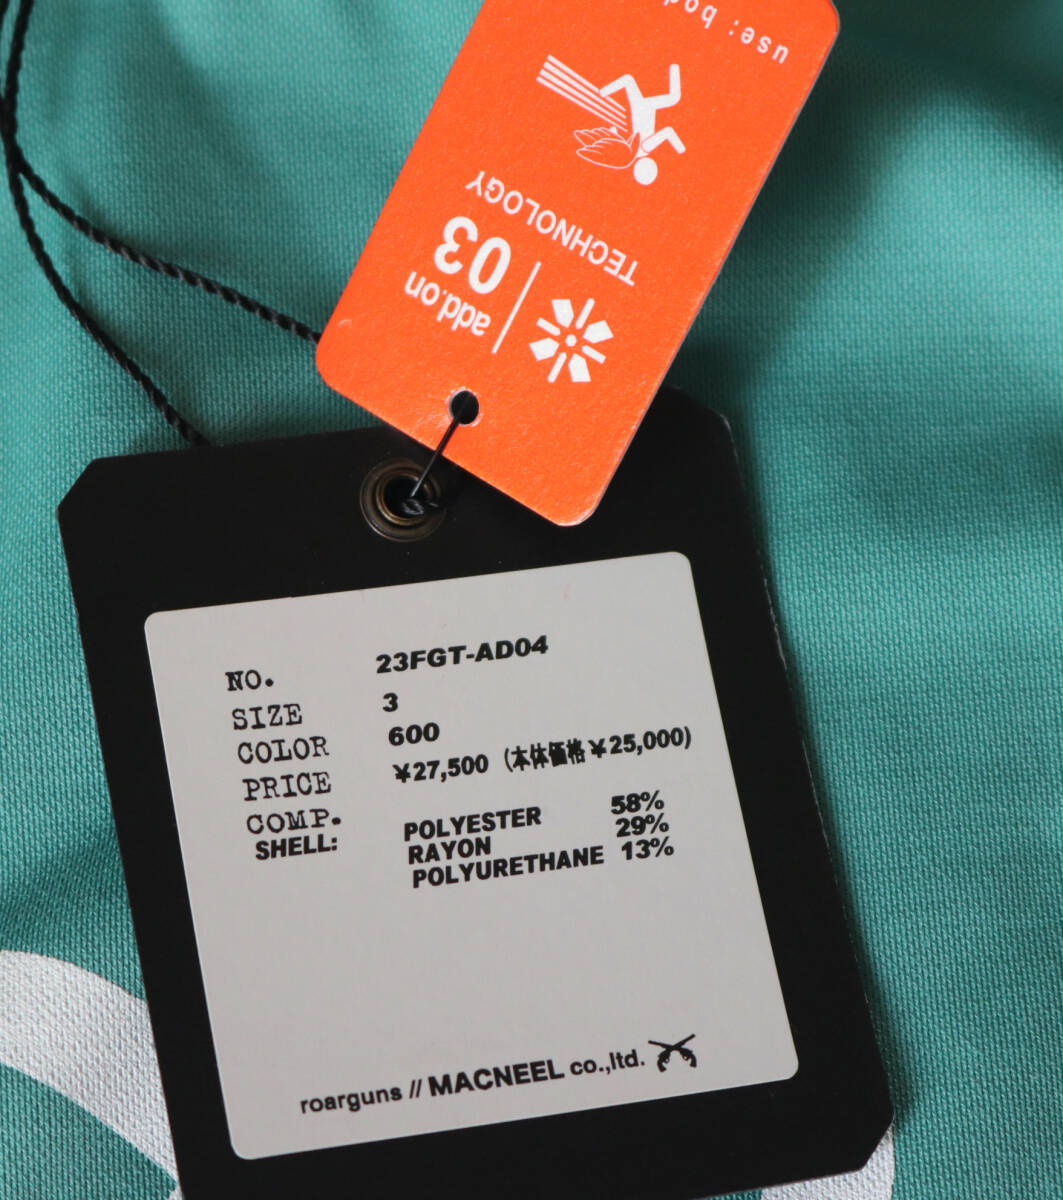 use: bod
TECHNOLOGY
add.on
03
NO. 23FGT-AD04
SIZE 3
COLOR 600
PRICE ¥27,500 (本体価格¥25,000)
COMP.
SHELL: POLYESTER 58%
RAYON 29%
POLYURETHANE 13%
roarguns // MACNEEL co.,ltd.